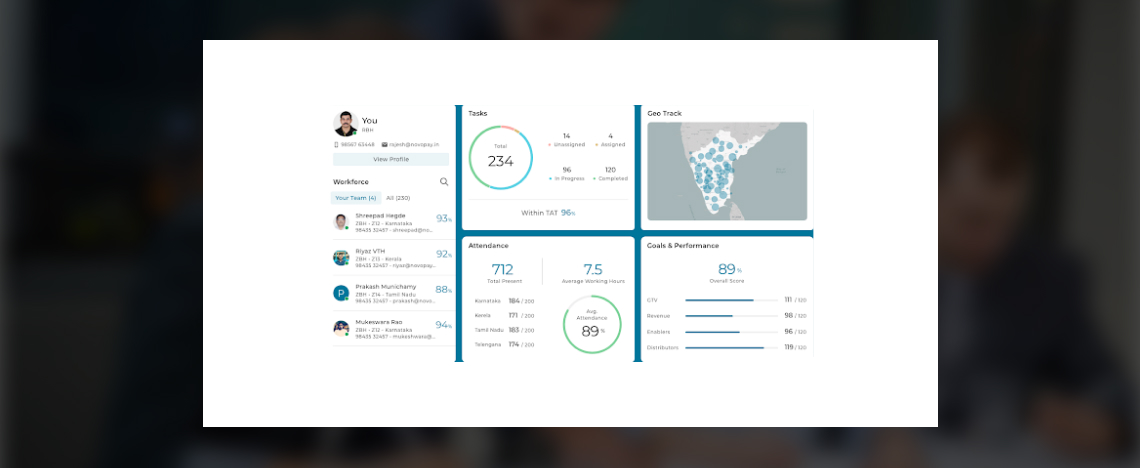 You
RBH
98567 63448 rajesh@novopay.in
View Profile
Workforce
Your Team (4) All (230)
Shreepad Hegde
ZBH - Z13 - Karnataka
98435 32457 - shreepad@no...
93%
Riyaz VTH
ZBH - Z12 - Kerala
98435 32457 - riyaz@novopay...
92%
P
Prakash Munichamy
ZBH - Z14 - Tamil Nadu
98435 32457 - prakash@novo...
88%
Mukeswara Rao
ZBH - Z12 - Karnataka
98435 32457 - mukeshwara@...
94%
Tasks
Total
234
14
Unassigned
4
Assigned
96
In Progress
120
Completed
Within TAT 96%
Geo Track
Attendance
712
Total Present
7.5
Average Working Hours
Karnataka 184 / 200
Kerala 171 / 200
Tamil Nadu 183 / 200
Telangana 174 / 200
Avg.
Attendance
89%
Goals & Performance
89%
Overall Score
GTV 111 / 120
Revenue 98 / 120
Enablers 96 / 120
Distributors 119 / 120